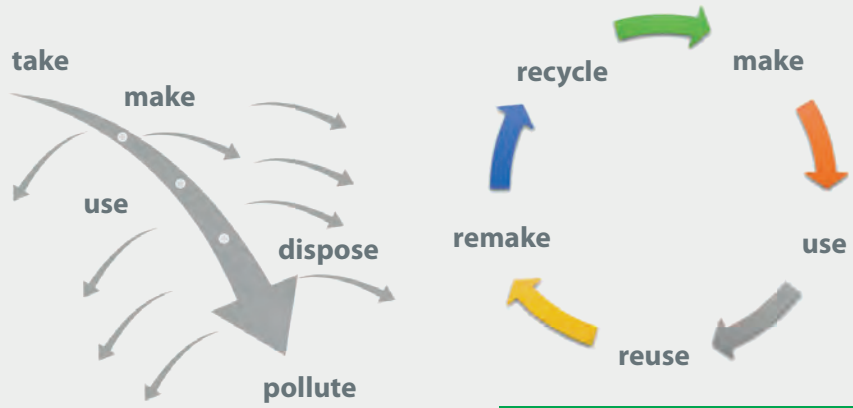 take
make
use
dispose
pollute
recycle
make
use
reuse
remake